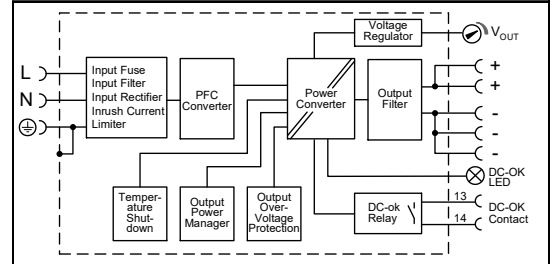 Voltage
Regulator
VOUT
L
N
Input Fuse
Input Filter
Input Rectifier
Inrush Current
Limiter
PFC
Converter
Power
Converter
Output
Filter
+
+
-
-
-
DC-OK
LED
Temper-
ature
Shut-
down
Output
Power
Manager
Output
Over-
Voltage
Protection
DC-ok
Relay
13
14
DC-OK
Contact